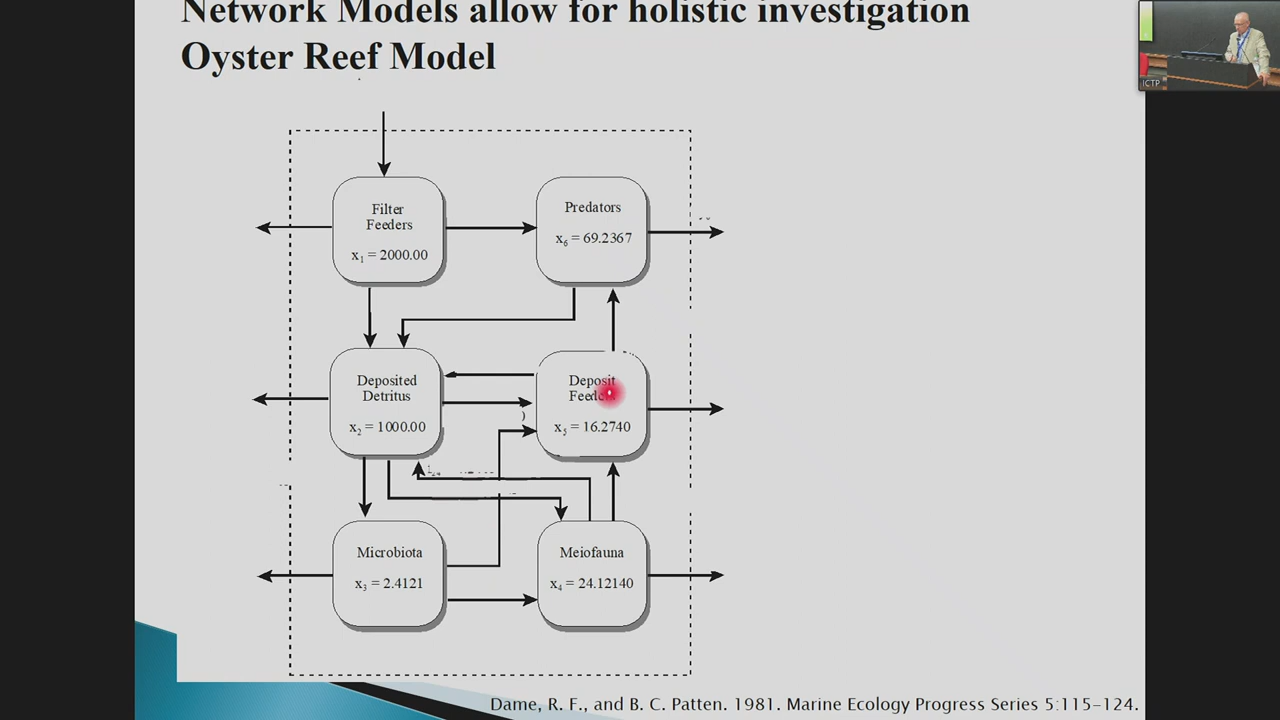 Network Models allow for holistic investigation
Oyster Reef Model
ICTP
Filter
Feeders
x1 = 2000.00
Predators
x6 = 69.2367
Deposited
Detritus
x2 = 1000.00
Deposit
x5 = 16.2740
Microbiota
x3 = 2.4121
Meiofauna
x4 = 24.12140
Dame, R. F., and B. C. Patten. 1981. Marine Ecology Progress Series 5:115–124.